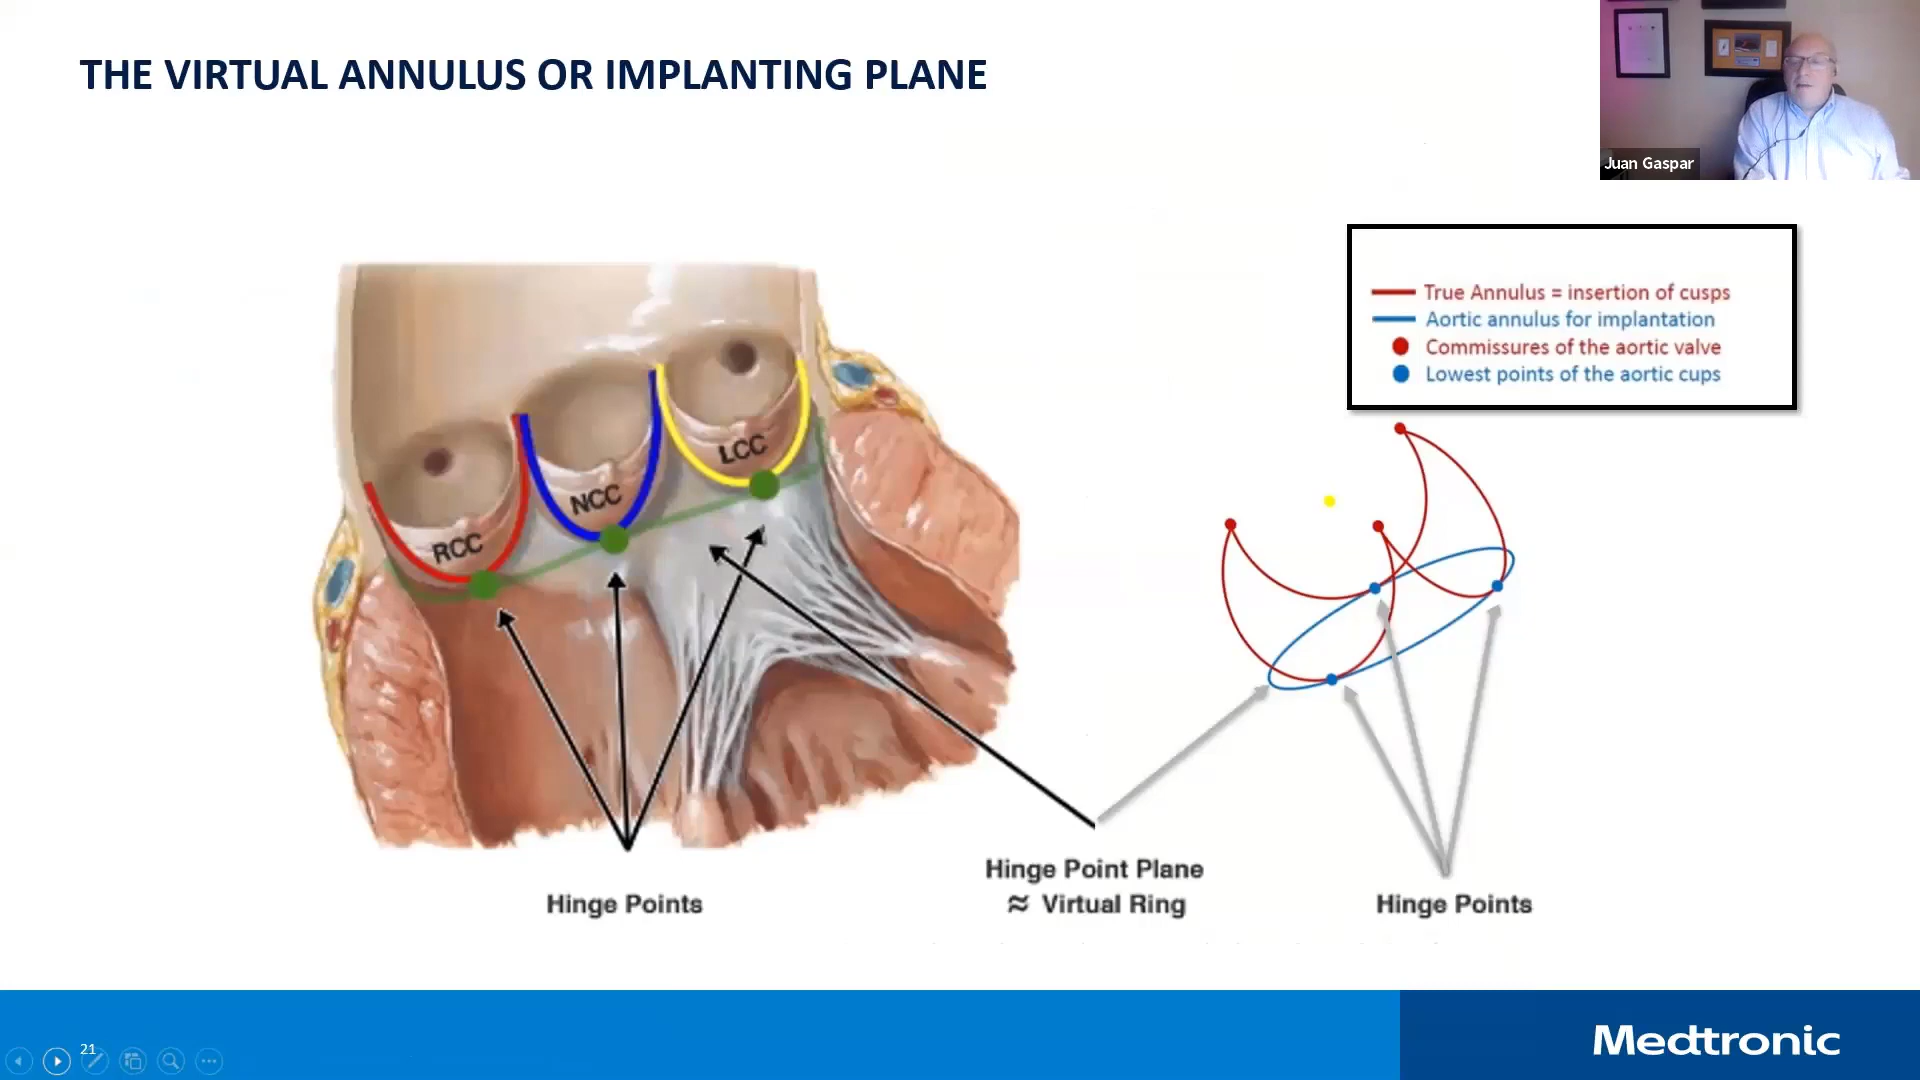 THE VIRTUAL ANNULUS OR IMPLANTING PLANE
Juan Gaspar
True Annulus = insertion of cusps
Aortic annulus for implantation
Commissures of the aortic valve
Lowest points of the aortic cups
LCC
NCC
RCC
Hinge Points
Hinge Point Plane
≈ Virtual Ring
Hinge Points
21
Medtronic